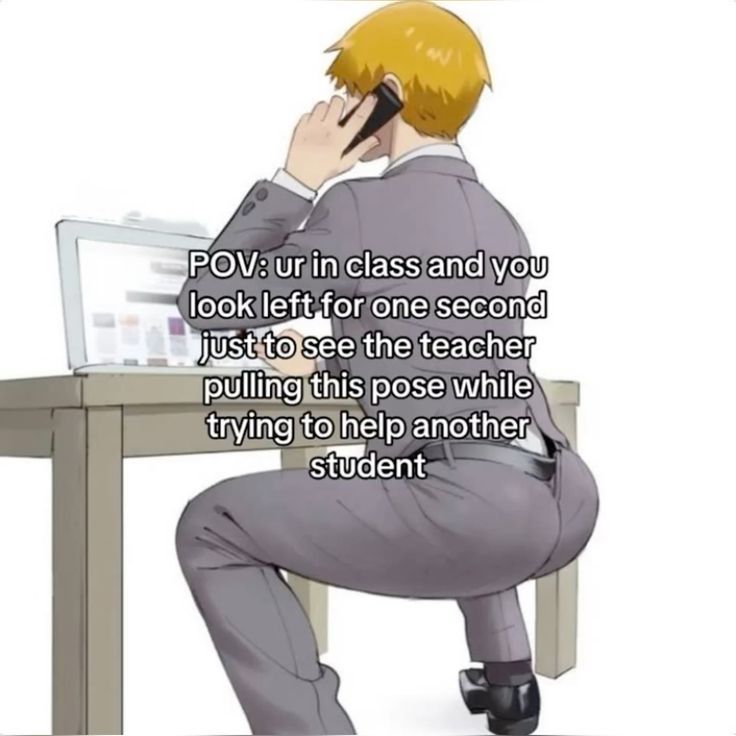 POV: ur in class and you
look left for one second
just to see the teacher
pulling this pose while
trying to help another
student